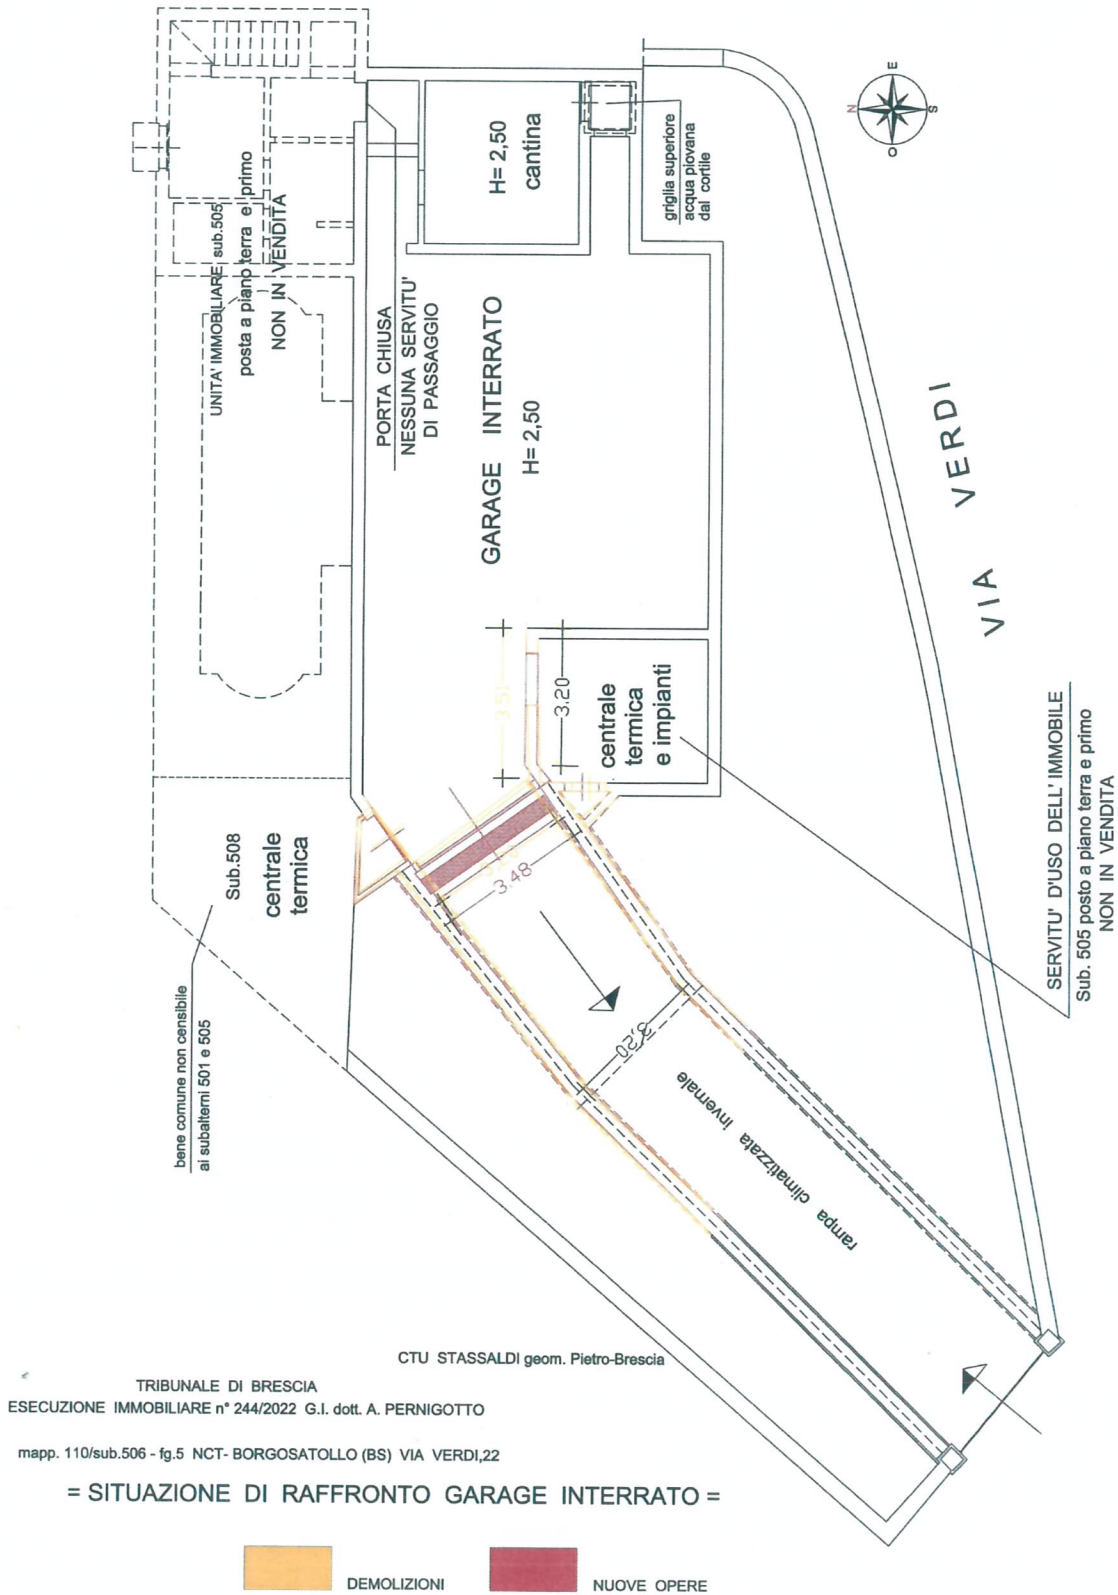 E
N
S
O
H= 2,50
cantina
griglia superiore
acqua piovana
dal cortile
UNITA' IMMOBILIARE sub.505
posta a piano terra e primo
NON IN VENDITA
PORTA CHIUSA
NESSUNA SERVITU'
DI PASSAGGIO
GARAGE INTERRATO
H= 2,50
VIA VERDI
3.51
3.20
centrale
termica
e impianti
Sub.508
centrale
termica
3.48
3,20
bene comune non censibile
ai subalterni 501 e 505
rampa climatizzata invernale
SERVITU' D'USO DELL' IMMOBILE
Sub. 505 posto a piano terra e primo
NON IN VENDITA
CTU STASSALDI geom. Pietro-Brescia
TRIBUNALE DI BRESCIA
ESECUZIONE IMMOBILIARE n° 244/2022 G.I. dott. A. PERNIGOTTO
mapp. 110/sub.506 - fg.5 NCT- BORGOSATOLLO (BS) VIA VERDI,22
= SITUAZIONE DI RAFFRONTO GARAGE INTERRATO =
DEMOLIZIONI
NUOVE OPERE